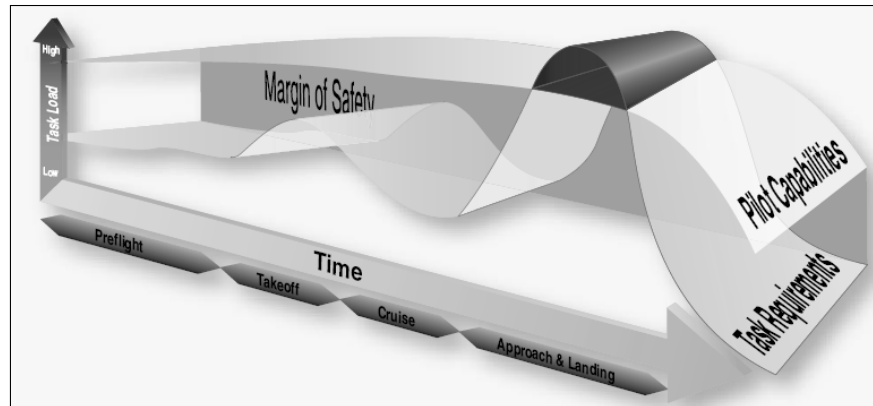 High
Task Load
Low
Margin of Safety
Pilot Capabilities
Task Requirements
Time
Preflight
Takeoff
Cruise
Approach & Landing